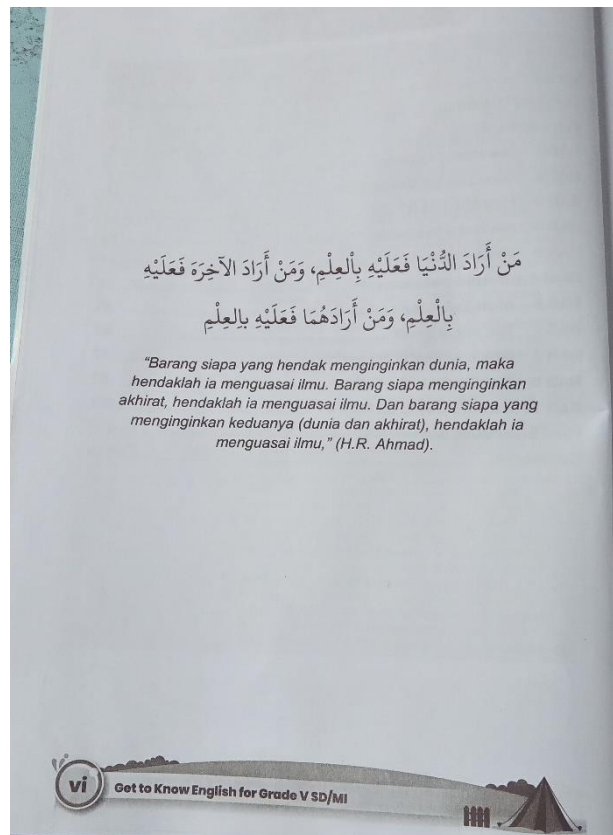 مَنْ أَرَادَ الدُّنْيَا فَعَلَيْهِ بِاْلعِلْمِ، وَمَنْ أَرَادَ الآخِرَهَ فَعَلَيْهِ
بِالْعِلْمِ، وَمَنْ أَرَادَهُمَا فَعَلَيْهِ بِالعِلْمِ
“Barang siapa yang hendak menginginkan dunia, maka
hendaklah ia menguasai ilmu. Barang siapa menginginkan
akhirat, hendaklah ia menguasai ilmu. Dan barang siapa yang
menginginkan keduanya (dunia dan akhirat), hendaklah ia
menguasai ilmu,” (H.R. Ahmad).
vi
Get to Know English for Grade V SD/MI